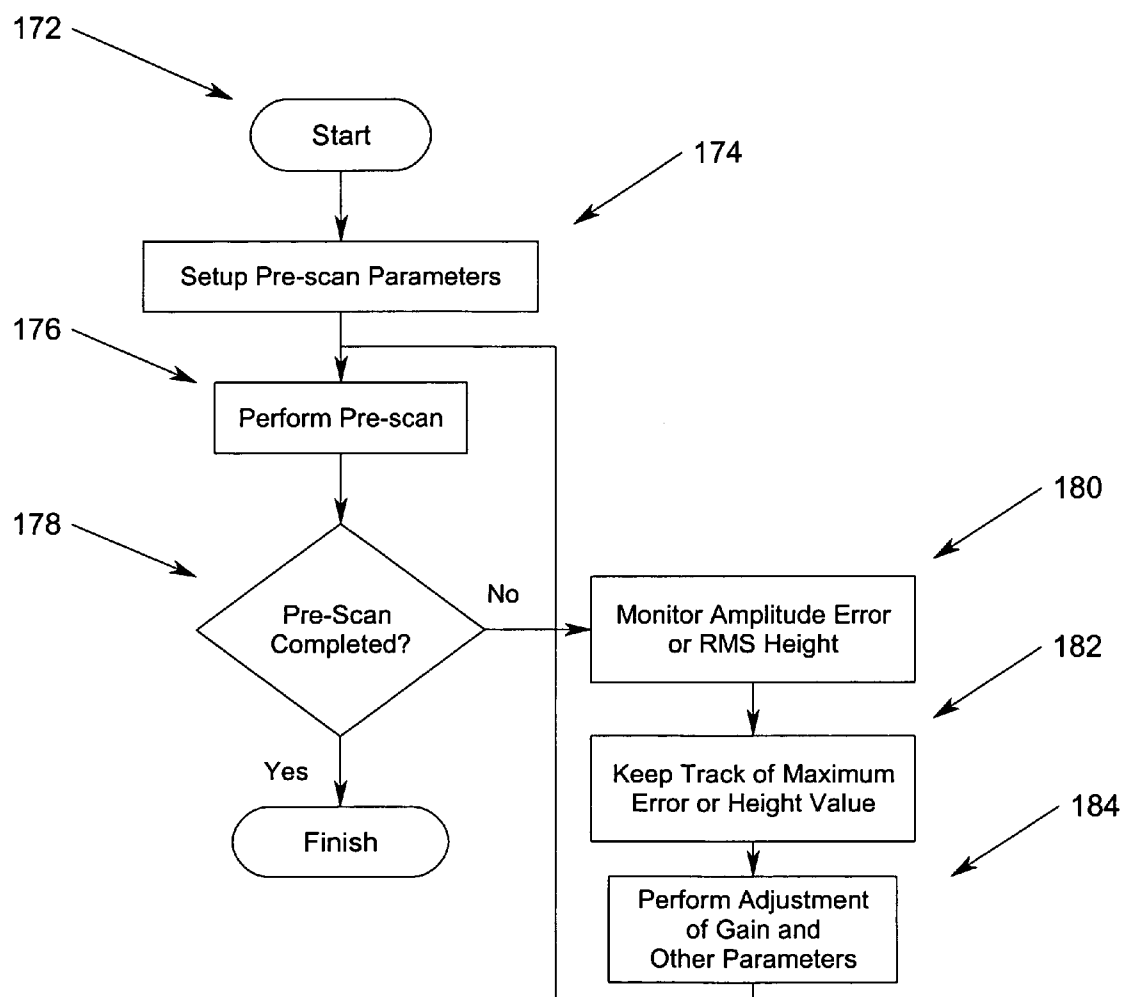 172
Start
174
Setup Pre-scan Parameters
176
Perform Pre-scan
178
Pre-Scan
Completed?
No
Yes
Finish
180
Monitor Amplitude Error
or RMS Height
182
Keep Track of Maximum
Error or Height Value
184
Perform Adjustment
of Gain and
Other Parameters